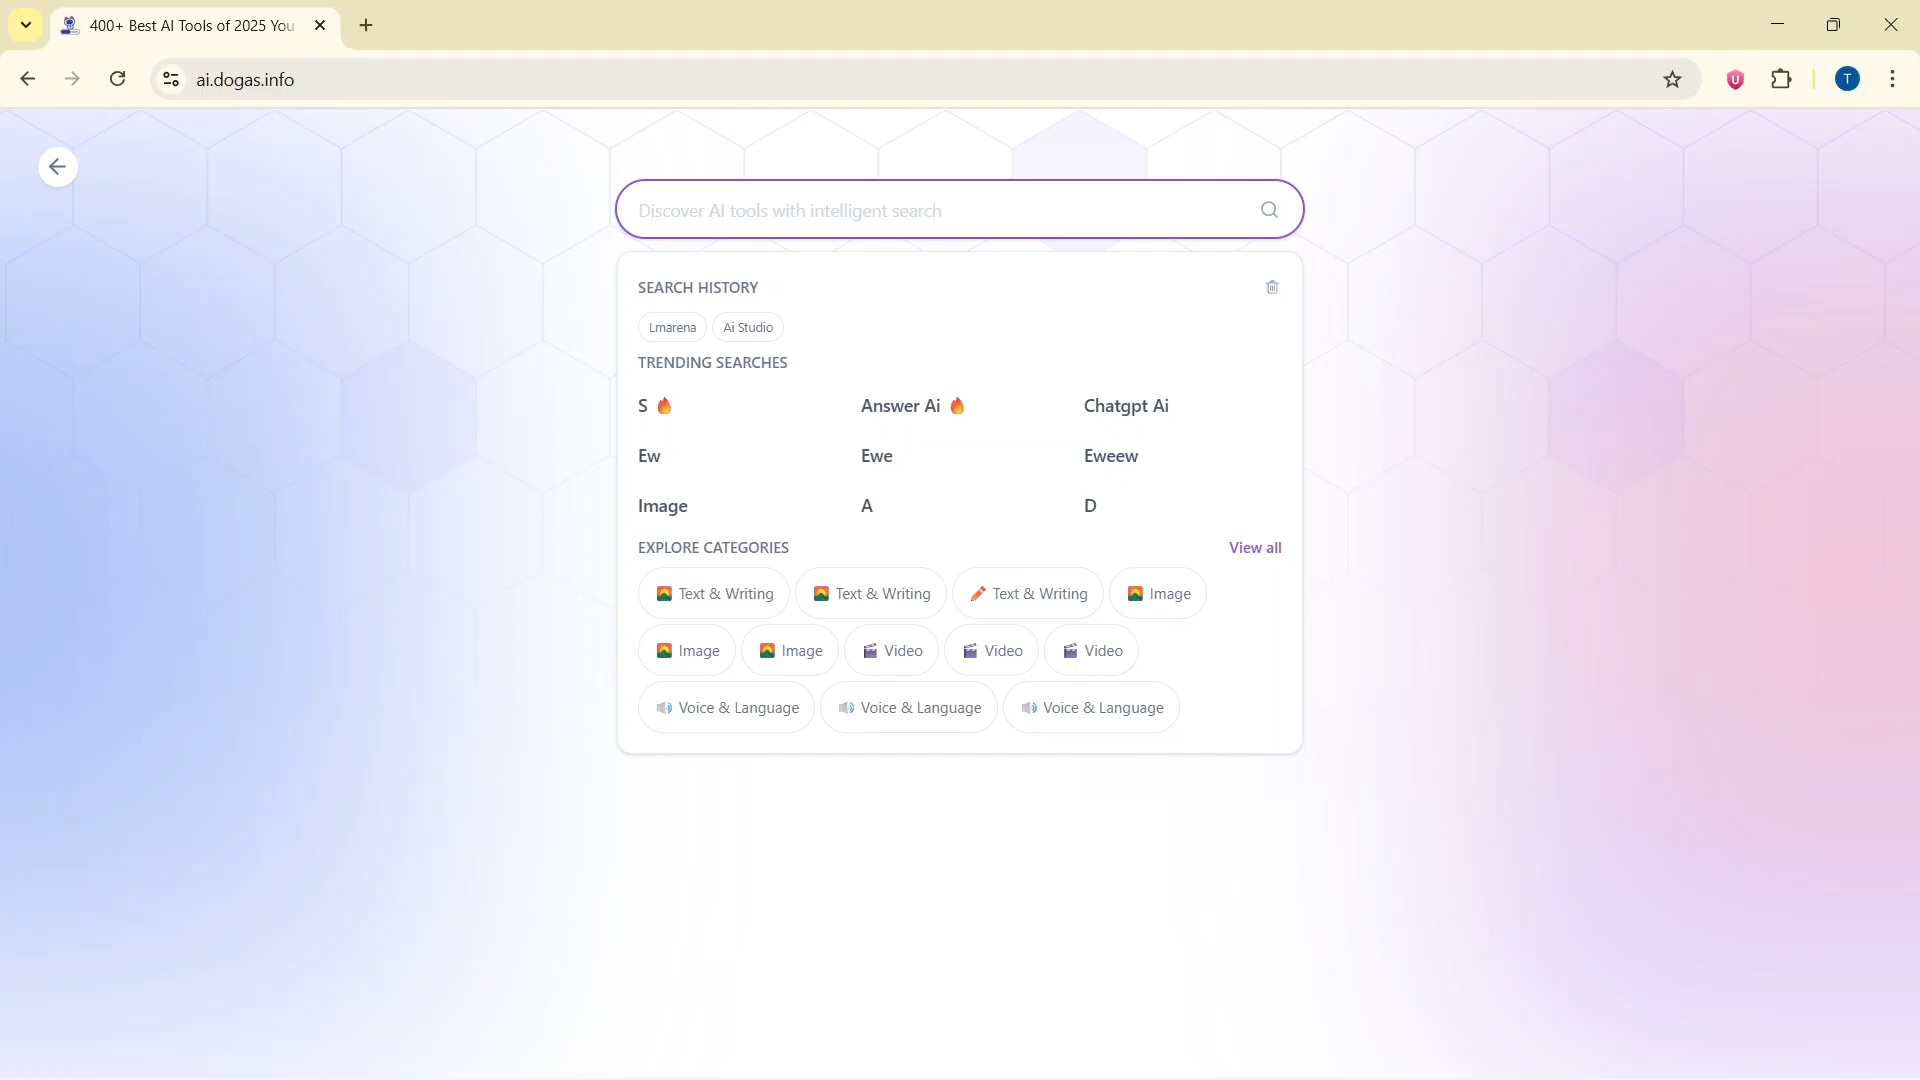 400+ Best AI Tools of 2025 You
ai.dogas.info
U
T
Discover AI tools with intelligent search
SEARCH HISTORY
Lmarena
Ai Studio
TRENDING SEARCHES
S 🔥
Answer Ai 🔥
Chatgpt Ai
Ew
Ewe
Eweew
Image
A
D
EXPLORE CATEGORIES
View all
Text & Writing
Text & Writing
Text & Writing
Image
Image
Image
Video
Video
Video
Voice & Language
Voice & Language
Voice & Language